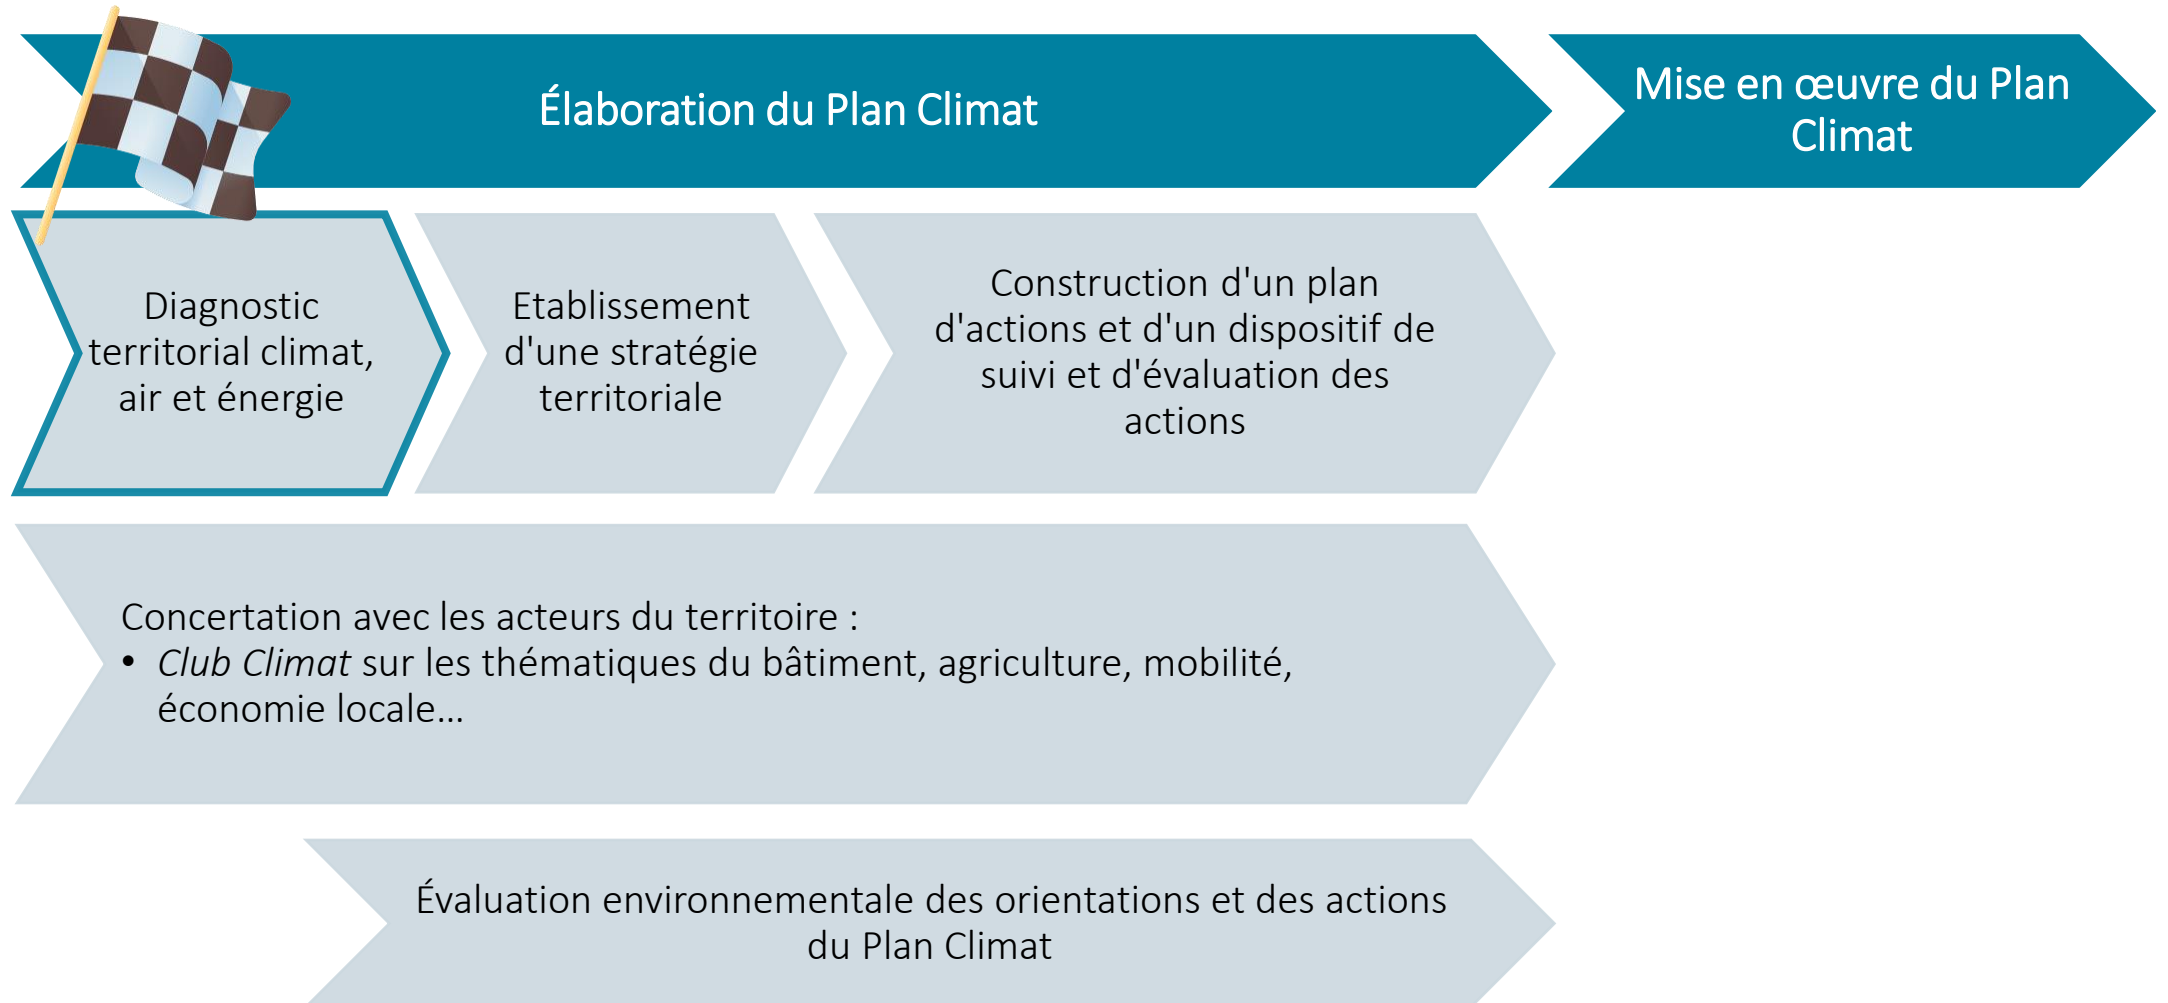 Élaboration du Plan Climat
Mise en œuvre du Plan
Climat
Diagnostic
territorial climat,
air et énergie
Etablissement
d'une stratégie
territoriale
Construction d'un plan
d'actions et d'un dispositif de
suivi et d'évaluation des
actions
Concertation avec les acteurs du territoire :
• Club Climat sur les thématiques du bâtiment, agriculture, mobilité,
économie locale...
Évaluation environnementale des orientations et des actions
du Plan Climat